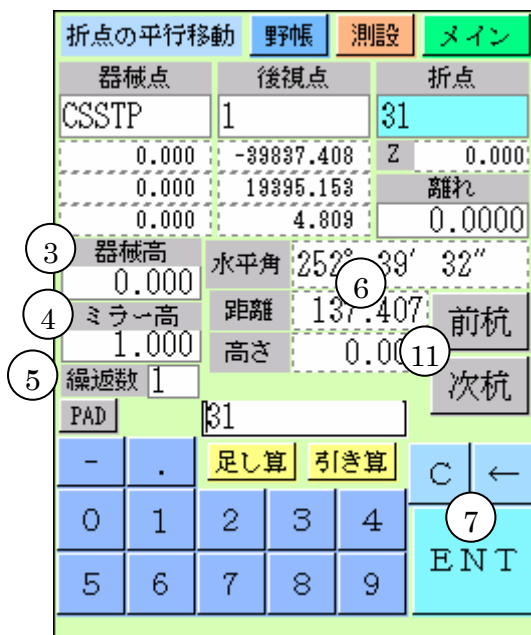 折点の平行移動 野帳 測設 メイン
器械点 後視点 折点
CSSTP 1 31
0.000 -39837.408 Z 0.000
0.000 19395.153 離れ
0.000 4.809 0.0000
③ 器械高 水平角 252° 39′ 32″
0.000 ⑥
④ ミラー高 距離 137.407 前杭
1.000 高さ 0.00 ⑪
⑤ 繰返数 1 次杭
PAD 31
- . 足し算 引き算 C ←
0 1 2 3 4 ⑦
5 6 7 8 9 ENT